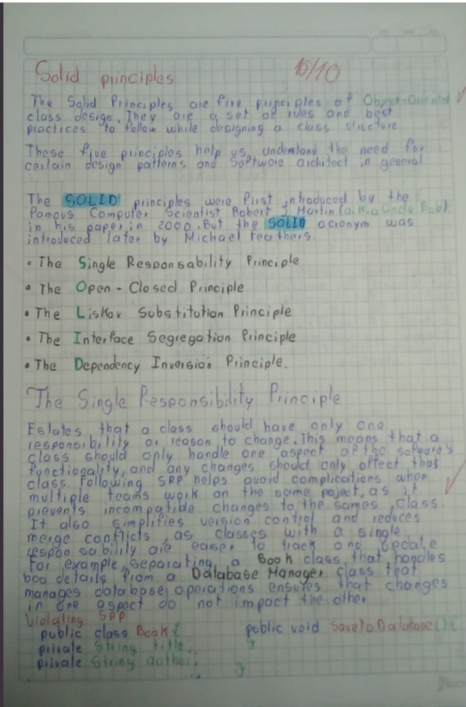 Solid principles 15/10
The Solid Principles are five principles of Object-Oriented
class design. They are a set of rules and best
practices to follow while designing a class structure
These five principles help us understand the need for
certain design patterns and Software architect in general
The SOLID principles were first introduced by the
famous Computer Scientist Robert J Martin (a.k.a Uncle Bob)
in his paper in 2000. But the SOLID acronym was
introduced later by Michael Feathers.
• The Single Responsability Principle
• The Open-Closed Principle
• The Liskov Substitution Principle
• The Interface Segregation Principle
• The Dependency Inversion Principle.
The Single Responsibility Principle
Estates that a class should have only one
responsibility or reason to change. This means that a
class should only handle one aspect of the software's
functionality, and any changes should only affect that
class following SRP helps avoid complications when
multiple teams work on the same project, as it
prevents incompatible changes to the sames class.
It also simplifies version control and reduces
merge conflicts, as classes with a single
responsability are easier to track and update
For example, separating a Book class that handles
boo details from a Database Manager class that
manages database operations ensures that changes
in one aspect do not impact the other
Violating SRP
public class Book { public void SavetoDatabase() {
private String title; }
private String author; }